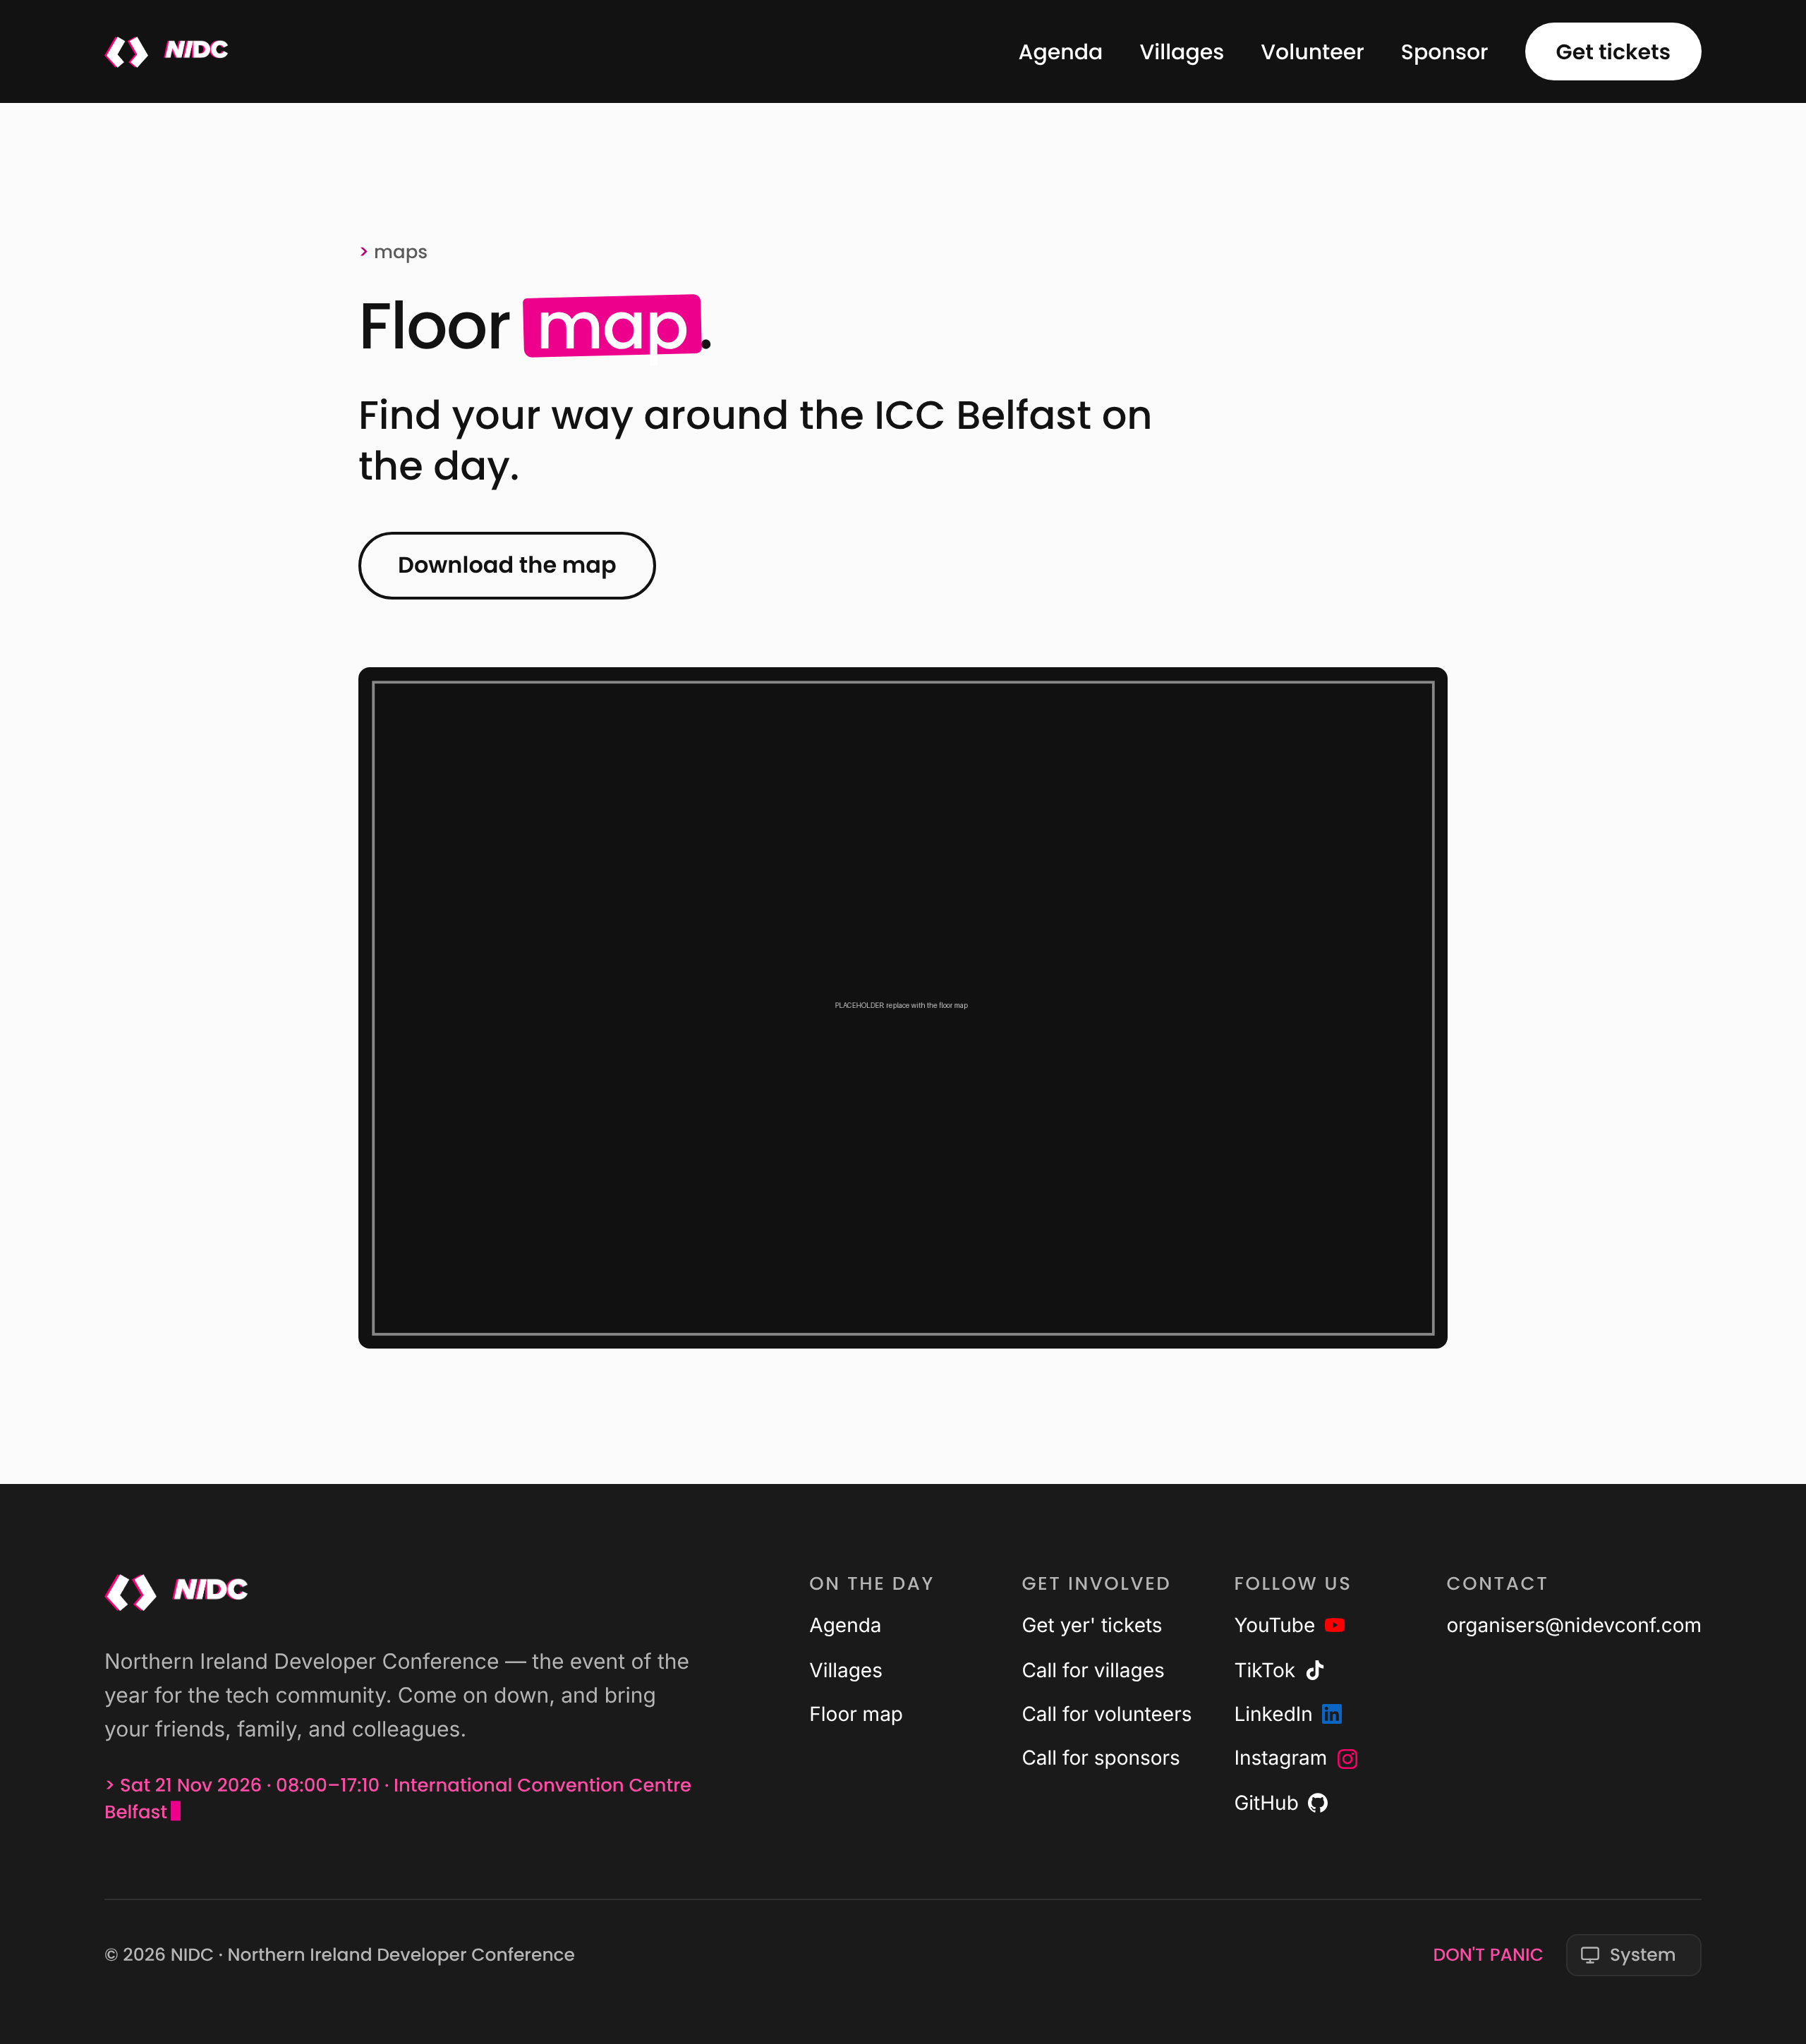 NIDC
Agenda
Villages
Volunteer
Sponsor
Get tickets
> maps
Floor map.
Find your way around the ICC Belfast on
the day.
Download the map
PLACEHOLDER replace with the floor map
NIDC
Northern Ireland Developer Conference — the event of the
year for the tech community. Come on down, and bring
your friends, family, and colleagues.
> Sat 21 Nov 2026 · 08:00–17:10 · International Convention Centre
Belfast
ON THE DAY
Agenda
Villages
Floor map
GET INVOLVED
Get yer' tickets
Call for villages
Call for volunteers
Call for sponsors
FOLLOW US
YouTube
TikTok
LinkedIn
Instagram
GitHub
CONTACT
organisers@nidevconf.com
© 2026 NIDC · Northern Ireland Developer Conference
DON'T PANIC
System